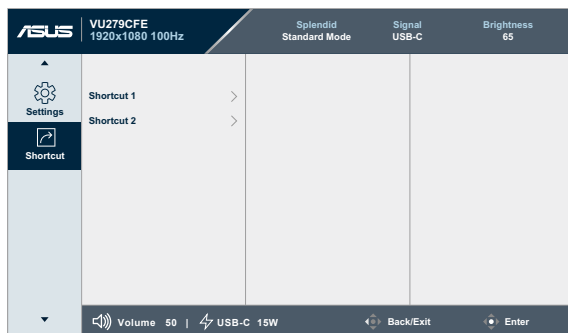 ASUS
VU279CFE
1920x1080 100Hz
Splendid
Standard Mode
Signal
USB-C
Brightness
65
Settings
Shortcut
Shortcut 1
Shortcut 2
Volume 50 | USB-C 15W
Back/Exit
Enter